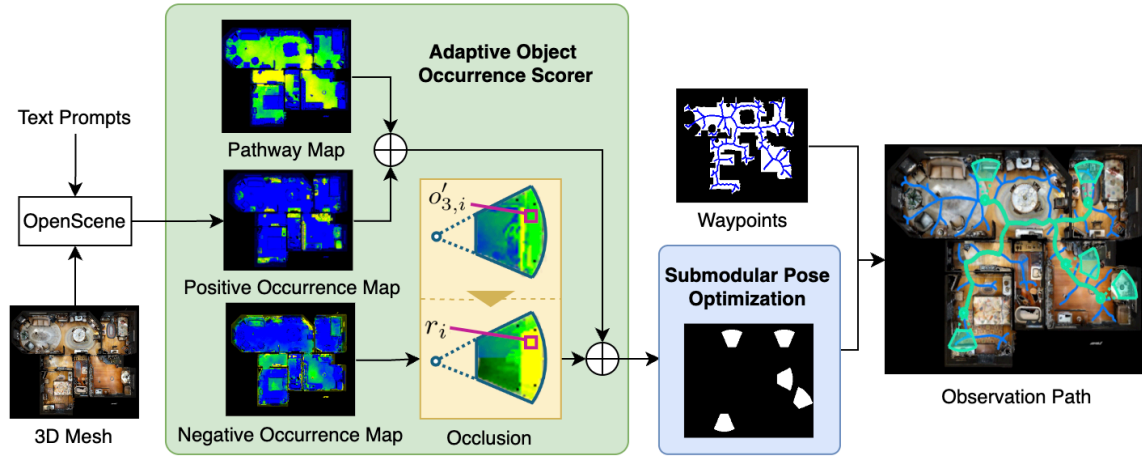 Text Prompts
OpenScene
3D Mesh
Adaptive Object
Occurrence Scorer
Pathway Map
Positive Occurrence Map
Negative Occurrence Map
o′3,i
ri
Occlusion
Waypoints
Submodular Pose
Optimization
Observation Path